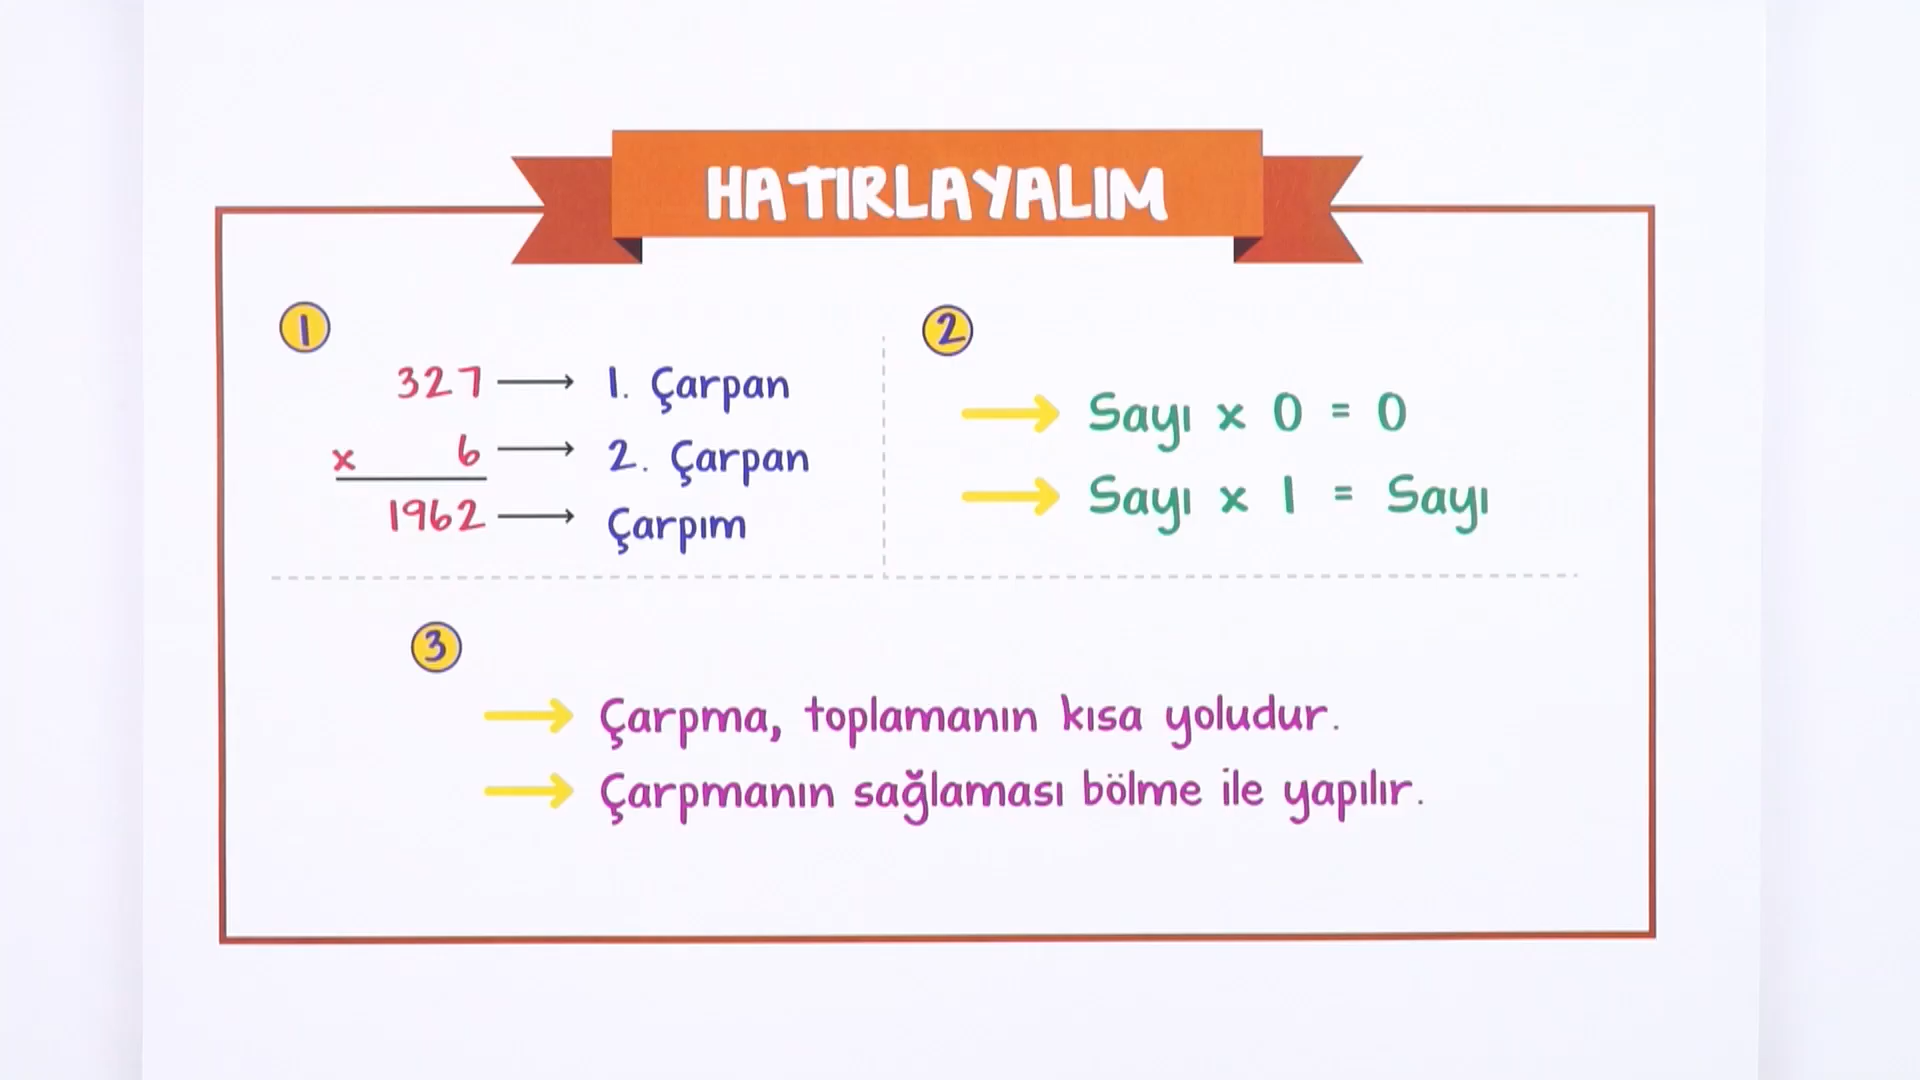 HATIRLAYALIM
1
327 → 1. Çarpan
x 6 → 2. Çarpan
1962 → Çarpım
2
→ Sayı x 0 = 0
→ Sayı x 1 = Sayı
3
→ Çarpma, toplamanın kısa yoludur.
→ Çarpmanın sağlaması bölme ile yapılır.